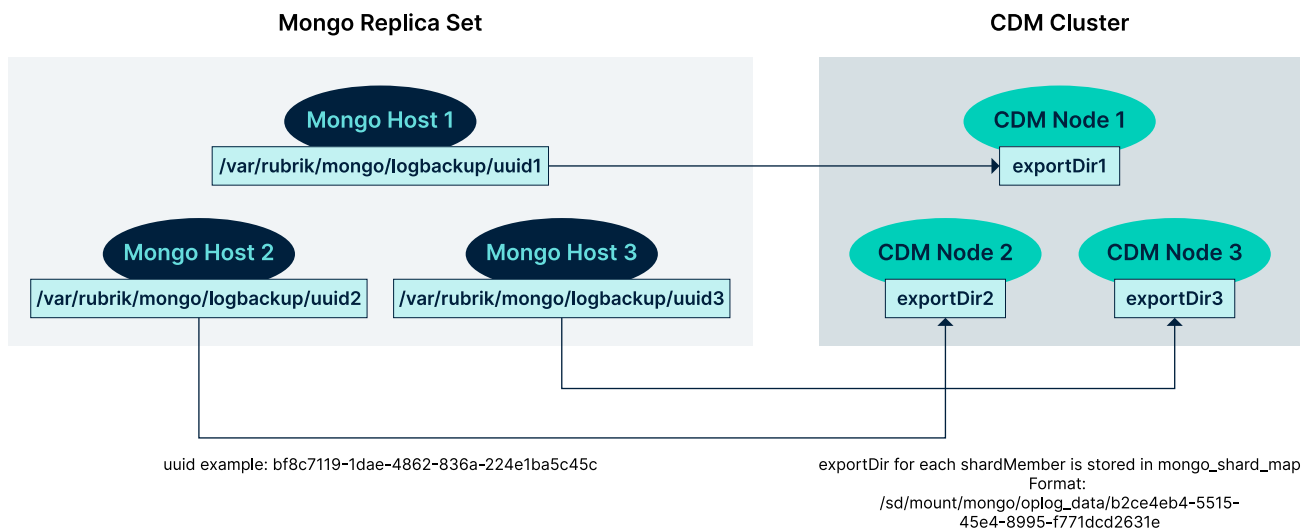 Mongo Replica Set
CDM Cluster
Mongo Host 1
/var/rubrik/mongo/logbackup/uuid1
CDM Node 1
exportDir1
Mongo Host 2
/var/rubrik/mongo/logbackup/uuid2
Mongo Host 3
/var/rubrik/mongo/logbackup/uuid3
CDM Node 2
exportDir2
CDM Node 3
exportDir3
uuid example: bf8c7119-1dae-4862-836a-224e1ba5c45c
exportDir for each shardMember is stored in mongo_shard_map
Format:
/sd/mount/mongo/oplog_data/b2ce4eb4-5515-
45e4-8995-f771dcd2631e